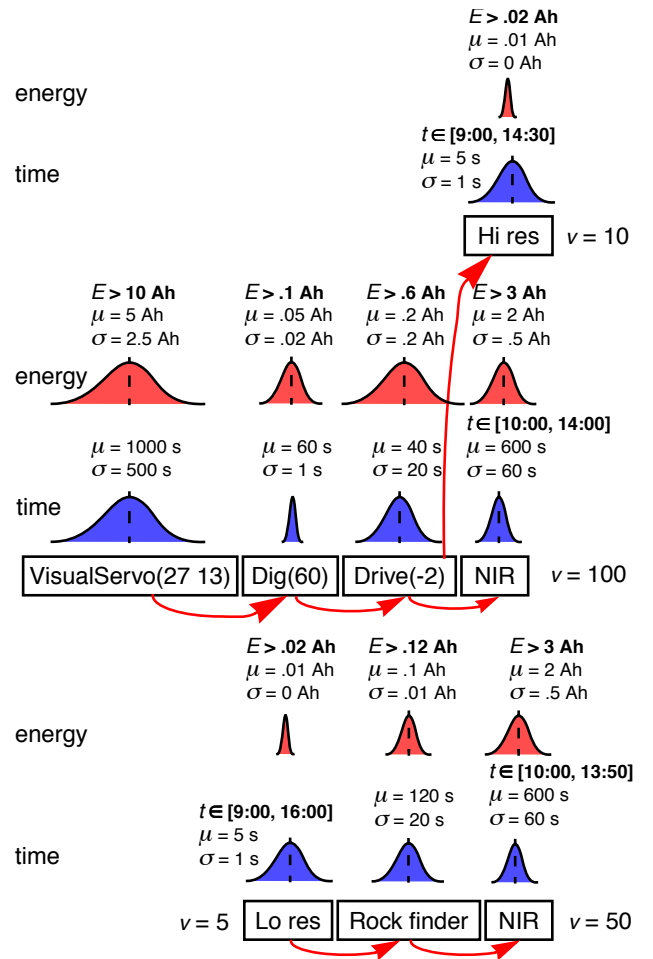 E > .02 Ah
μ = .01 Ah
σ = 0 Ah
energy
t ∈ [9:00, 14:30]
μ = 5 s
σ = 1 s
time
Hi res
v = 10
E > 10 Ah
μ = 5 Ah
σ = 2.5 Ah
E > .1 Ah
μ = .05 Ah
σ = .02 Ah
E > .6 Ah
μ = .2 Ah
σ = .2 Ah
E > 3 Ah
μ = 2 Ah
σ = .5 Ah
energy
μ = 1000 s
σ = 500 s
μ = 60 s
σ = 1 s
μ = 40 s
σ = 20 s
t ∈ [10:00, 14:00]
μ = 600 s
σ = 60 s
time
VisualServo(27 13)
Dig(60)
Drive(-2)
NIR
v = 100
E > .02 Ah
μ = .01 Ah
σ = 0 Ah
E > .12 Ah
μ = .1 Ah
σ = .01 Ah
E > 3 Ah
μ = 2 Ah
σ = .5 Ah
energy
t ∈ [9:00, 16:00]
μ = 5 s
σ = 1 s
μ = 120 s
σ = 20 s
t ∈ [10:00, 13:50]
μ = 600 s
σ = 60 s
time
v = 5
Lo res
Rock finder
NIR
v = 50